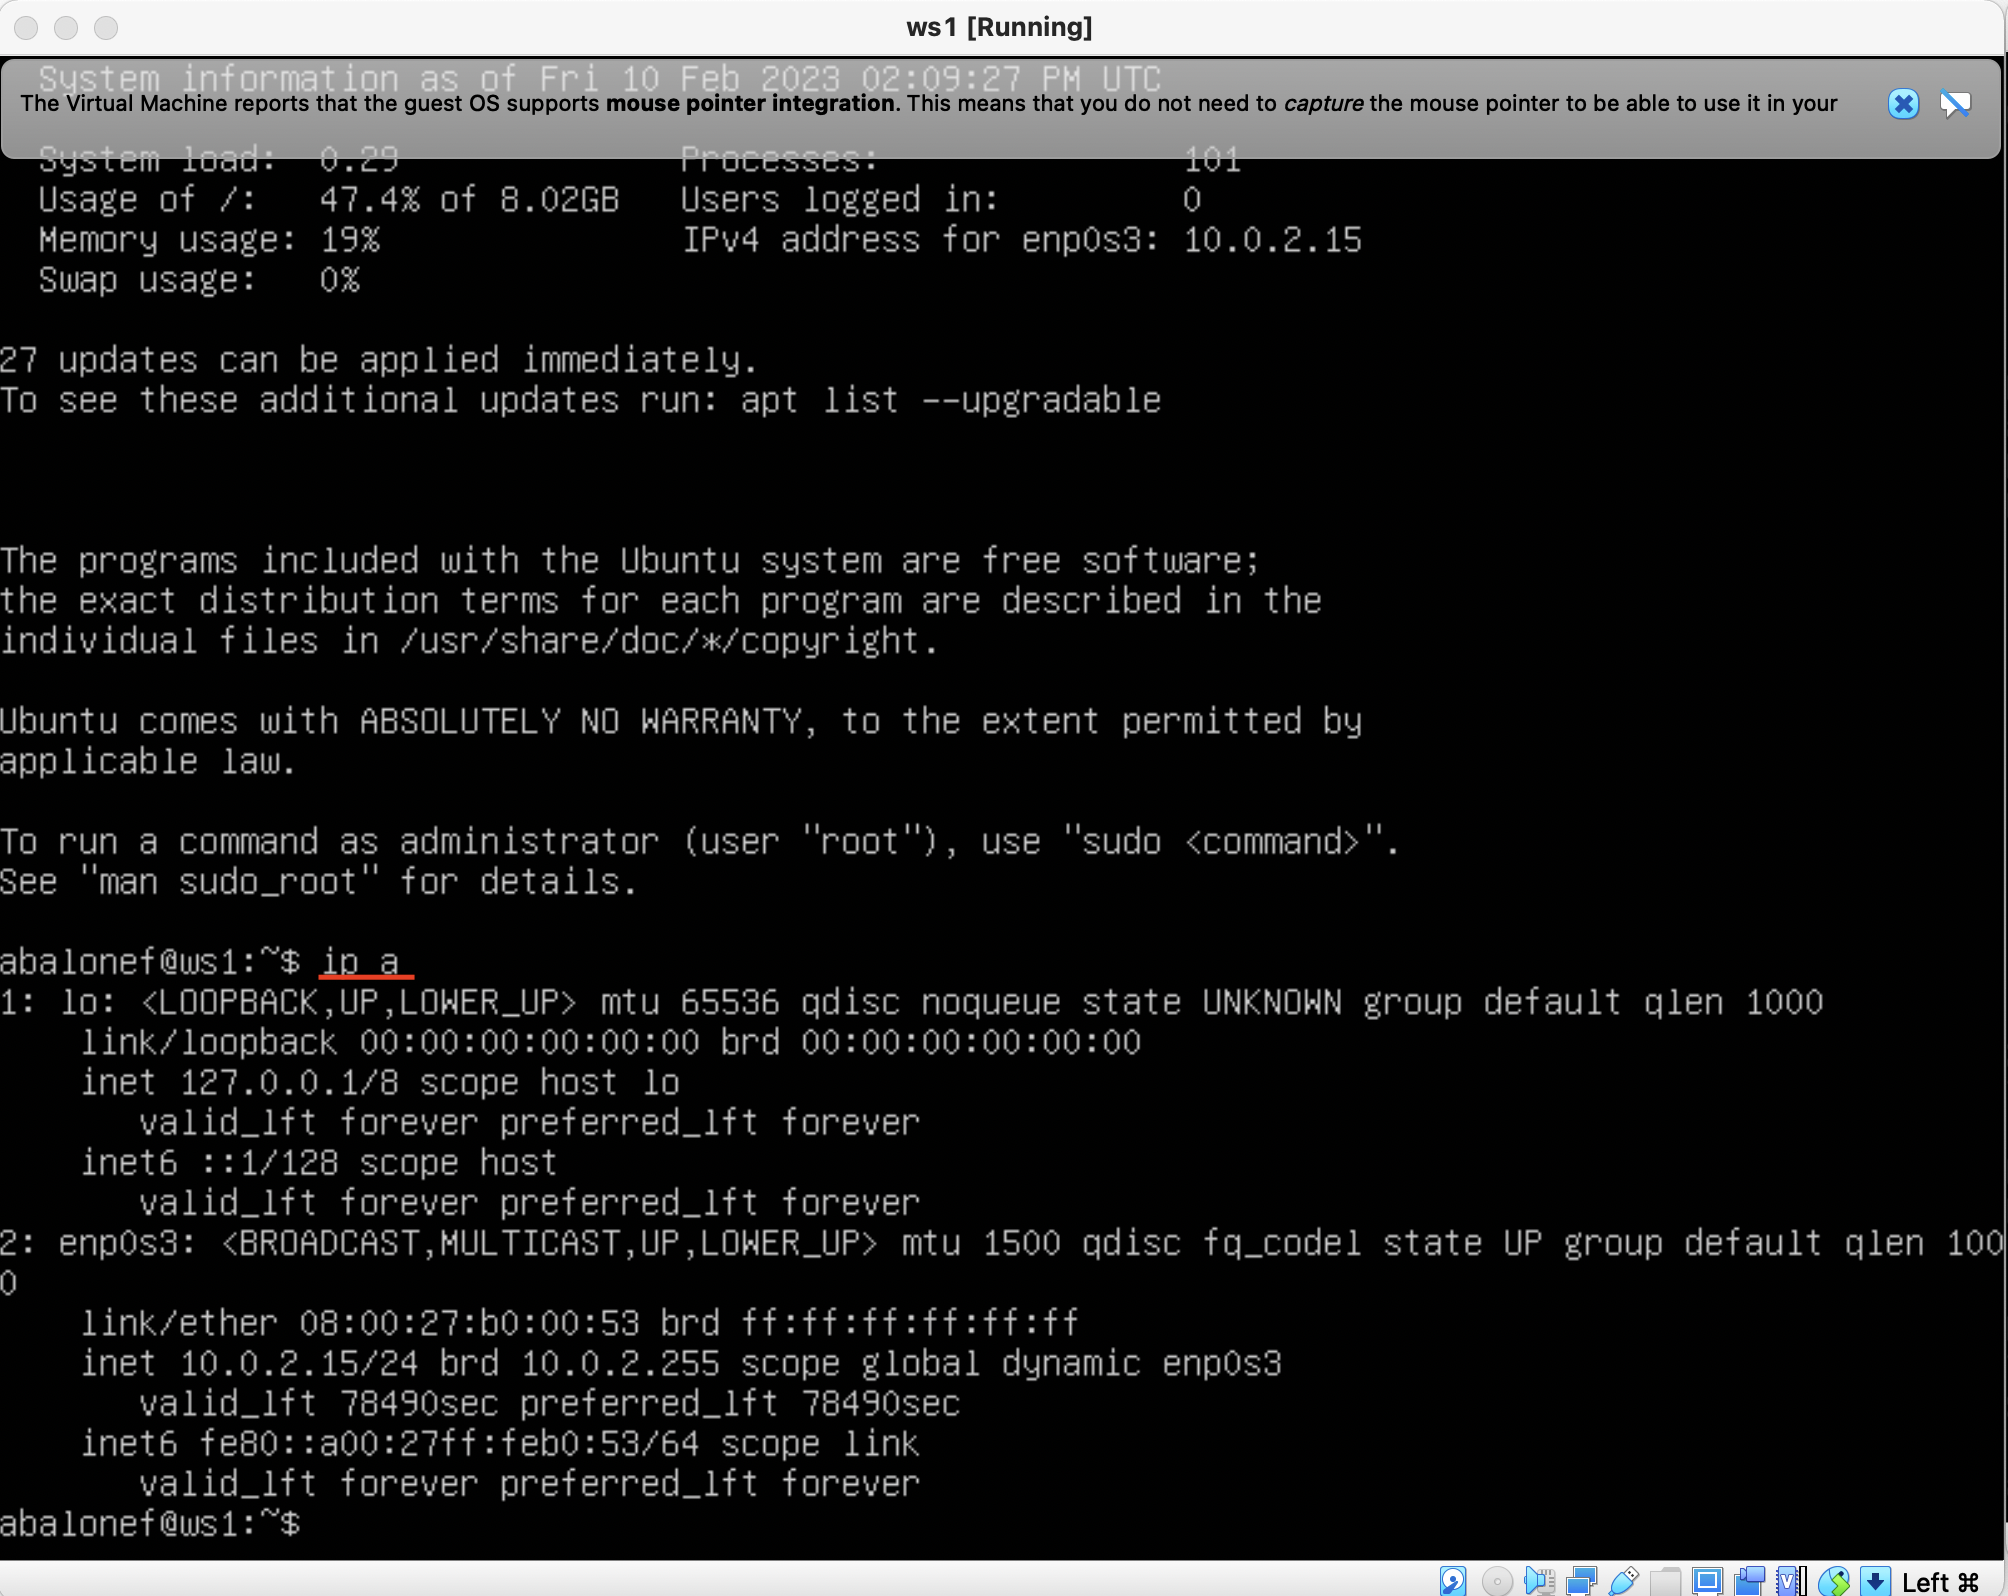 ws1 [Running]
System information as of Fri 10 Feb 2023 02:09:27 PM UTC
The Virtual Machine reports that the guest OS supports mouse pointer integration. This means that you do not need to capture the mouse pointer to be able to use it in your
System load:  0.29    Processes:    101
Usage of /:   47.4% of 8.02GB   Users logged in:    0
Memory usage: 19%    IPv4 address for enp0s3: 10.0.2.15
Swap usage:   0%
27 updates can be applied immediately.
To see these additional updates run: apt list --upgradable
The programs included with the Ubuntu system are free software;
the exact distribution terms for each program are described in the
individual files in /usr/share/doc/*/copyright.
Ubuntu comes with ABSOLUTELY NO WARRANTY, to the extent permitted by
applicable law.
To run a command as administrator (user "root"), use "sudo <command>".
See "man sudo_root" for details.
abalonef@ws1:~$ ip a
1: lo: <LOOPBACK,UP,LOWER_UP> mtu 65536 qdisc noqueue state UNKNOWN group default qlen 1000
link/loopback 00:00:00:00:00:00 brd 00:00:00:00:00:00
inet 127.0.0.1/8 scope host lo
valid_lft forever preferred_lft forever
inet6 ::1/128 scope host
valid_lft forever preferred_lft forever
2: enp0s3: <BROADCAST,MULTICAST,UP,LOWER_UP> mtu 1500 qdisc fq_codel state UP group default qlen 100
0
link/ether 08:00:27:b0:00:53 brd ff:ff:ff:ff:ff:ff
inet 10.0.2.15/24 brd 10.0.2.255 scope global dynamic enp0s3
valid_lft 78490sec preferred_lft 78490sec
inet6 fe80::a00:27ff:feb0:53/64 scope link
valid_lft forever preferred_lft forever
abalonef@ws1:~$
Left ⌘